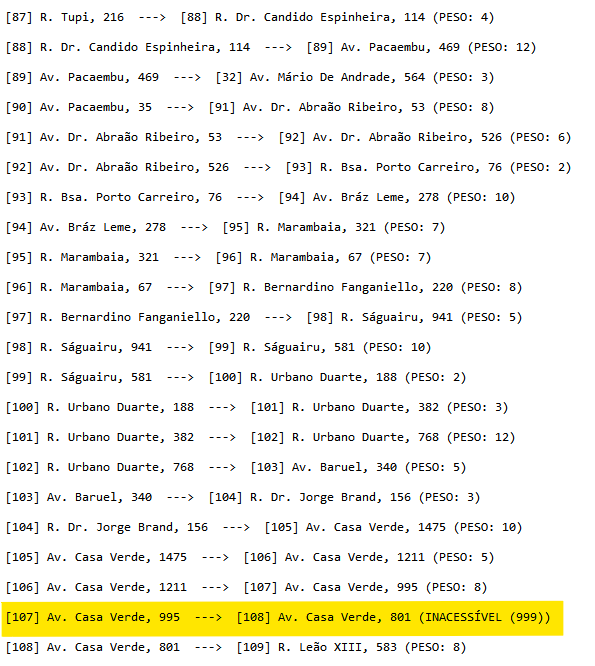 [87] R. Tupi, 216 ---> [88] R. Dr. Candido Espinheira, 114 (PESO: 4)
[88] R. Dr. Candido Espinheira, 114 ---> [89] Av. Pacaembu, 469 (PESO: 12)
[89] Av. Pacaembu, 469 ---> [32] Av. Mário De Andrade, 564 (PESO: 3)
[90] Av. Pacaembu, 35 ---> [91] Av. Dr. Abraão Ribeiro, 53 (PESO: 8)
[91] Av. Dr. Abraão Ribeiro, 53 ---> [92] Av. Dr. Abraão Ribeiro, 526 (PESO: 6)
[92] Av. Dr. Abraão Ribeiro, 526 ---> [93] R. Bsa. Porto Carreiro, 76 (PESO: 2)
[93] R. Bsa. Porto Carreiro, 76 ---> [94] Av. Bráz Leme, 278 (PESO: 10)
[94] Av. Bráz Leme, 278 ---> [95] R. Marambaia, 321 (PESO: 7)
[95] R. Marambaia, 321 ---> [96] R. Marambaia, 67 (PESO: 7)
[96] R. Marambaia, 67 ---> [97] R. Bernardino Fanganiello, 220 (PESO: 8)
[97] R. Bernardino Fanganiello, 220 ---> [98] R. Ságuairu, 941 (PESO: 5)
[98] R. Ságuairu, 941 ---> [99] R. Ságuairu, 581 (PESO: 10)
[99] R. Ságuairu, 581 ---> [100] R. Urbano Duarte, 188 (PESO: 2)
[100] R. Urbano Duarte, 188 ---> [101] R. Urbano Duarte, 382 (PESO: 3)
[101] R. Urbano Duarte, 382 ---> [102] R. Urbano Duarte, 768 (PESO: 12)
[102] R. Urbano Duarte, 768 ---> [103] Av. Baruel, 340 (PESO: 5)
[103] Av. Baruel, 340 ---> [104] R. Dr. Jorge Brand, 156 (PESO: 3)
[104] R. Dr. Jorge Brand, 156 ---> [105] Av. Casa Verde, 1475 (PESO: 10)
[105] Av. Casa Verde, 1475 ---> [106] Av. Casa Verde, 1211 (PESO: 5)
[106] Av. Casa Verde, 1211 ---> [107] Av. Casa Verde, 995 (PESO: 8)
[107] Av. Casa Verde, 995 ---> [108] Av. Casa Verde, 801 (INACESSÍVEL (999))
[108] Av. Casa Verde, 801 ---> [109] R. Leão XIII, 583 (PESO: 8)